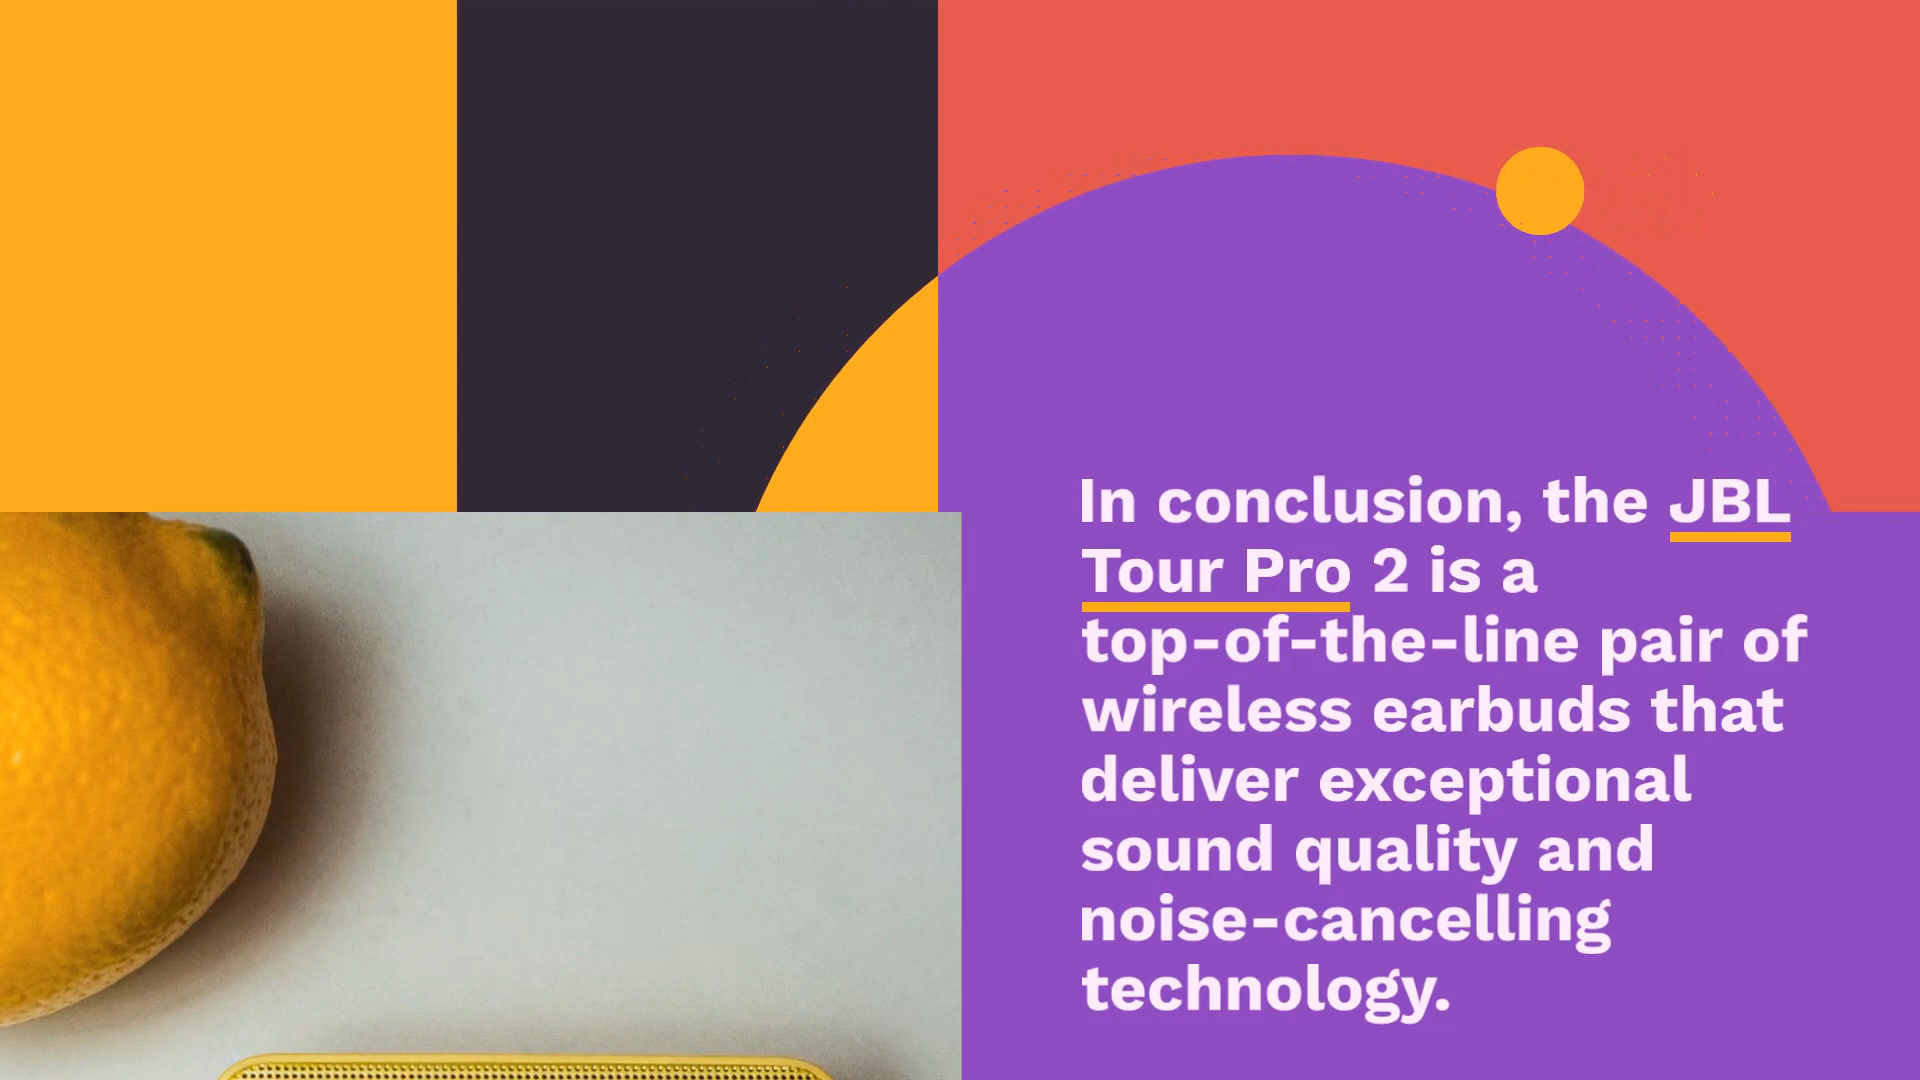 In conclusion, the JBL
Tour Pro 2 is a
top-of-the-line pair of
wireless earbuds that
deliver exceptional
sound quality and
noise-cancelling
technology.